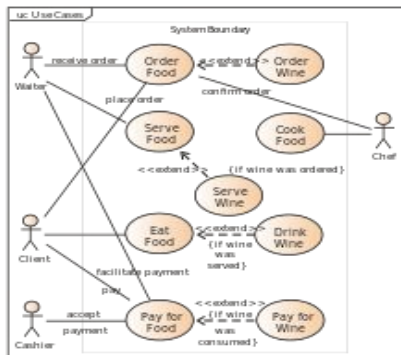 uc UseCases
SystemBoundary
receive order
Order
Food
<<extend>>
Order
Wine
Waiter
confirm order
place order
Serve
Food
Cook
Food
Chef
<<extend>>
{if wine was ordered}
Serve
Wine
Eat
Food
<<extend>>
Drink
Wine
{if wine
was
served}
Client
facilitate payment
pay
<<extend>>
accept
payment
Pay for
Food
{if wine
was
consumed}
Pay for
Wine
Cashier